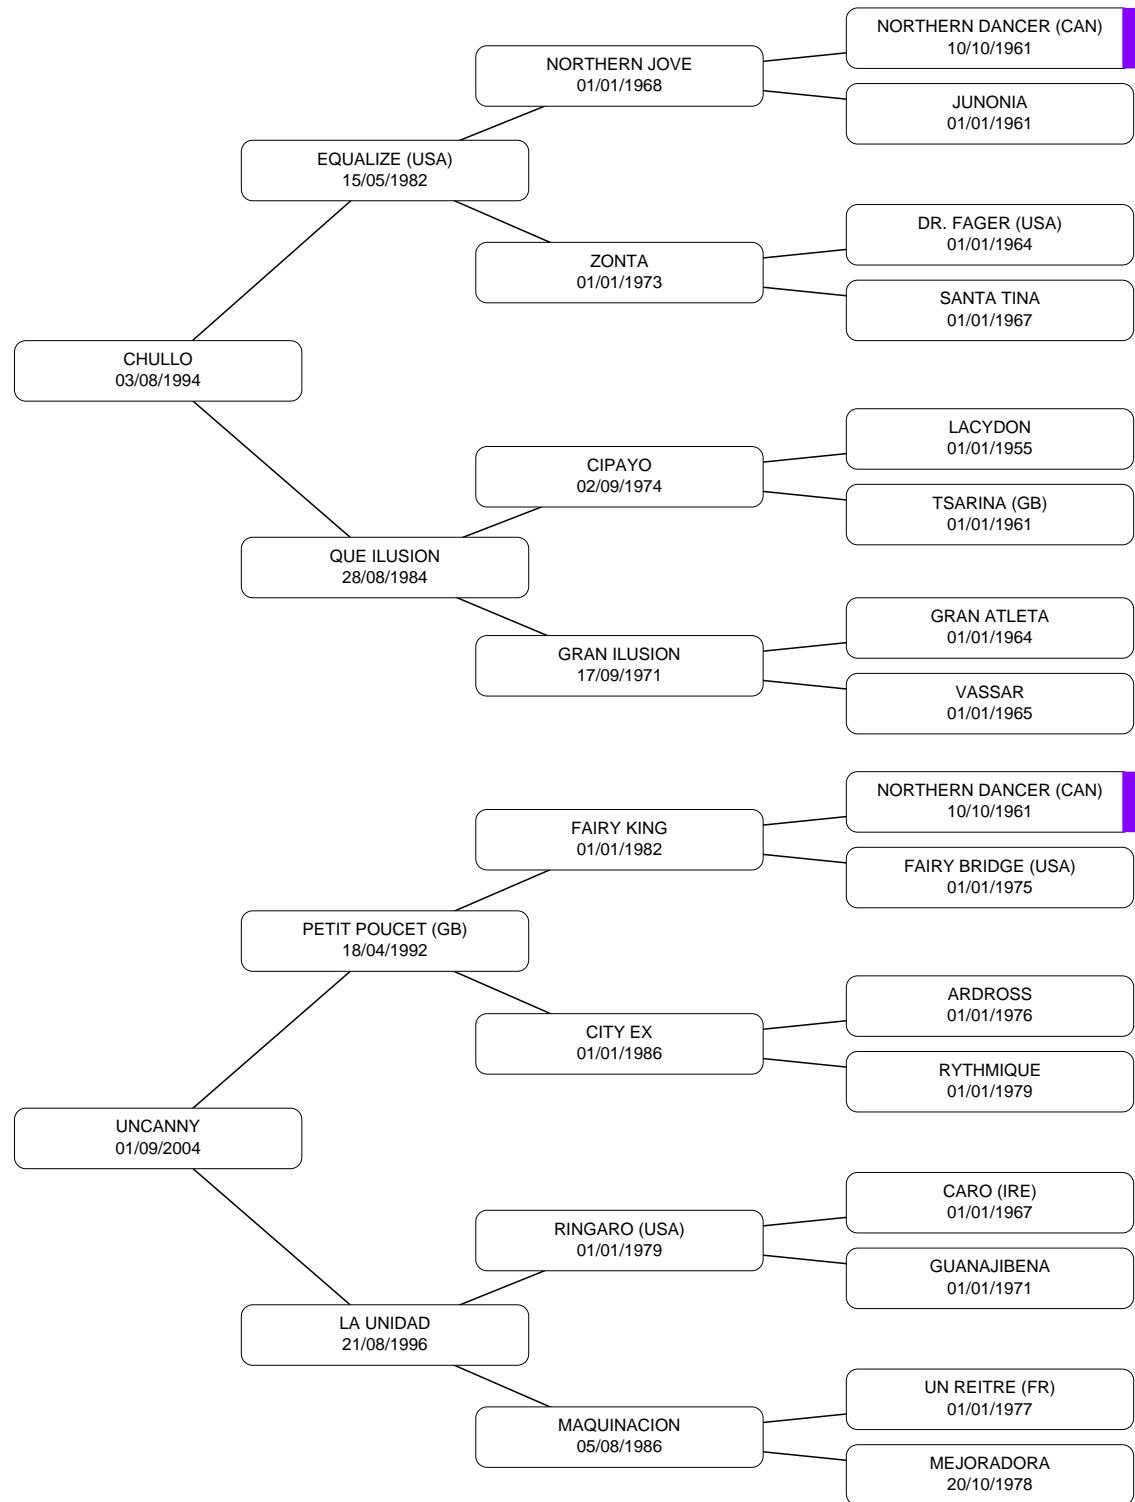 NORTHERN DANCER (CAN)
10/10/1961
NORTHERN JOVE
01/01/1968
JUNONIA
01/01/1961
EQUALIZE (USA)
15/05/1982
DR. FAGER (USA)
01/01/1964
ZONTA
01/01/1973
SANTA TINA
01/01/1967
CHULLO
03/08/1994
LACYDON
01/01/1955
CIPAYO
02/09/1974
TSARINA (GB)
01/01/1961
QUE ILUSION
28/08/1984
GRAN ATLETA
01/01/1964
GRAN ILUSION
17/09/1971
VASSAR
01/01/1965
NORTHERN DANCER (CAN)
10/10/1961
FAIRY KING
01/01/1982
FAIRY BRIDGE (USA)
01/01/1975
PETIT POUCET (GB)
18/04/1992
ARDROSS
01/01/1976
CITY EX
01/01/1986
RYTHMIQUE
01/01/1979
UNCANNY
01/09/2004
CARO (IRE)
01/01/1967
RINGARO (USA)
01/01/1979
GUANAJIBENA
01/01/1971
LA UNIDAD
21/08/1996
UN REITRE (FR)
01/01/1977
MAQUINACION
05/08/1986
MEJORADORA
20/10/1978